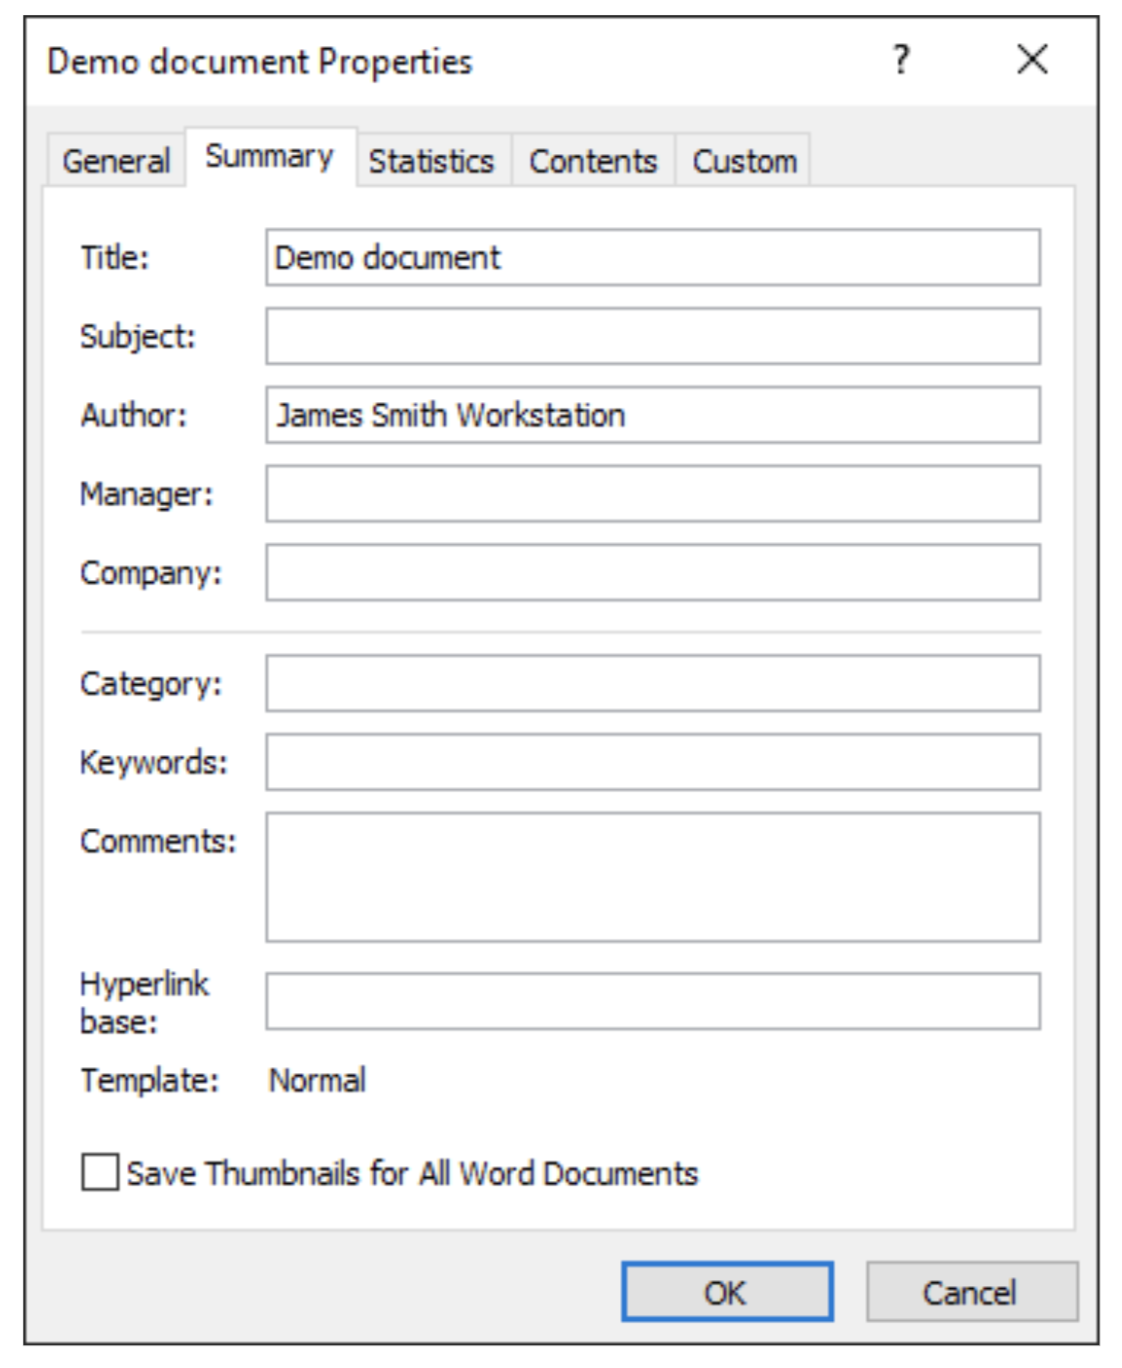 Demo document Properties ?
General Summary Statistics Contents Custom
Title: Demo document
Subject:
Author: James Smith Workstation
Manager:
Company:
Category:
Keywords:
Comments:
Hyperlink
base:
Template: Normal
Save Thumbnails for All Word Documents
OK Cancel